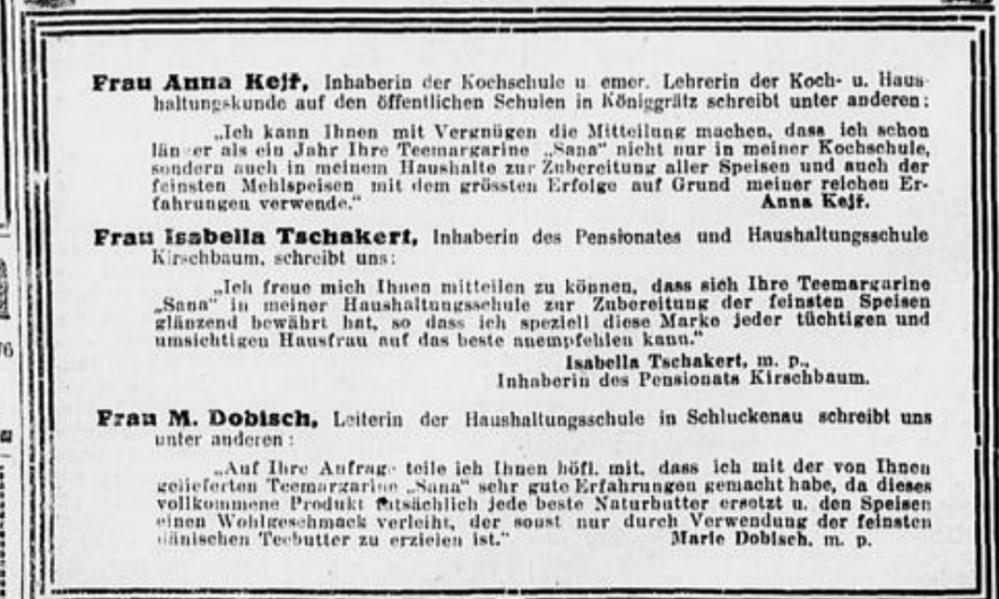 Frau Anna Kejř, Inhaberin der Kochschule u. emer. Lehrerin der Koch- u. Haus-
haltungskunde auf den öffentlichen Schulen in Königgrätz schreibt unter anderen:
„Ich kann Ihnen mit Vergnügen die Mitteilung machen, dass ich schon
länger als ein Jahr Ihre Teemargarine „Sana“ nicht nur in meiner Kochschule,
sondern auch in meinem Haushalte zur Zubereitung aller Speisen und auch der
feinsten Mehlspeisen mit dem grössten Erfolge auf Grund meiner reichen Er-
fahrungen verwende.“ Anna Kejř.
Frau Isabella Tschakert, Inhaberin des Pensionates und Haushaltungsschule
Kirschbaum, schreibt uns:
„Ich freue mich Ihnen mitteilen zu können, dass sich Ihre Teemargarine
„Sana“ in meiner Haushaltungsschule zur Zubereitung der feinsten Speisen
glänzend bewährt hat, so dass ich speziell diese Marke jeder tüchtigen und
umsichtigen Hausfrau auf das beste anempfehlen kann.“
Isabella Tschakert, m. p.,
Inhaberin des Pensionats Kirschbaum.
Frau M. Dobisch, Leiterin der Haushaltungsschule in Schluckenau schreibt uns
unter anderen:
„Auf Ihre Anfrage teile ich Ihnen höfl. mit, dass ich mit der von Ihnen
gelieferten Teemargarine „Sana“ sehr gute Erfahrungen gemacht habe, da dieses
vollkommene Produkt tatsächlich jede beste Naturbutter ersetzt u. den Speisen
einen Wohlgeschmack verleiht, der sonst nur durch Verwendung der feinsten
dänischen Teebutter zu erzielen ist.“ Marie Dobisch, m. p.